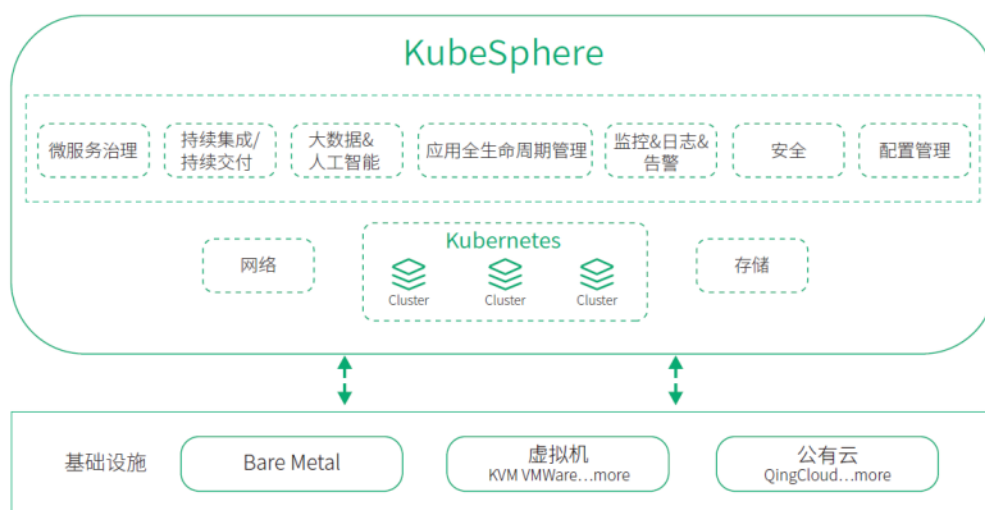 KubeSphere
微服务治理
持续集成/
持续交付
大数据&
人工智能
应用全生命周期管理
监控&日志&
告警
安全
配置管理
网络
Kubernetes
Cluster
Cluster
Cluster
存储
基础设施
Bare Metal
虚拟机
KVM VMWare...more
公有云
QingCloud...more